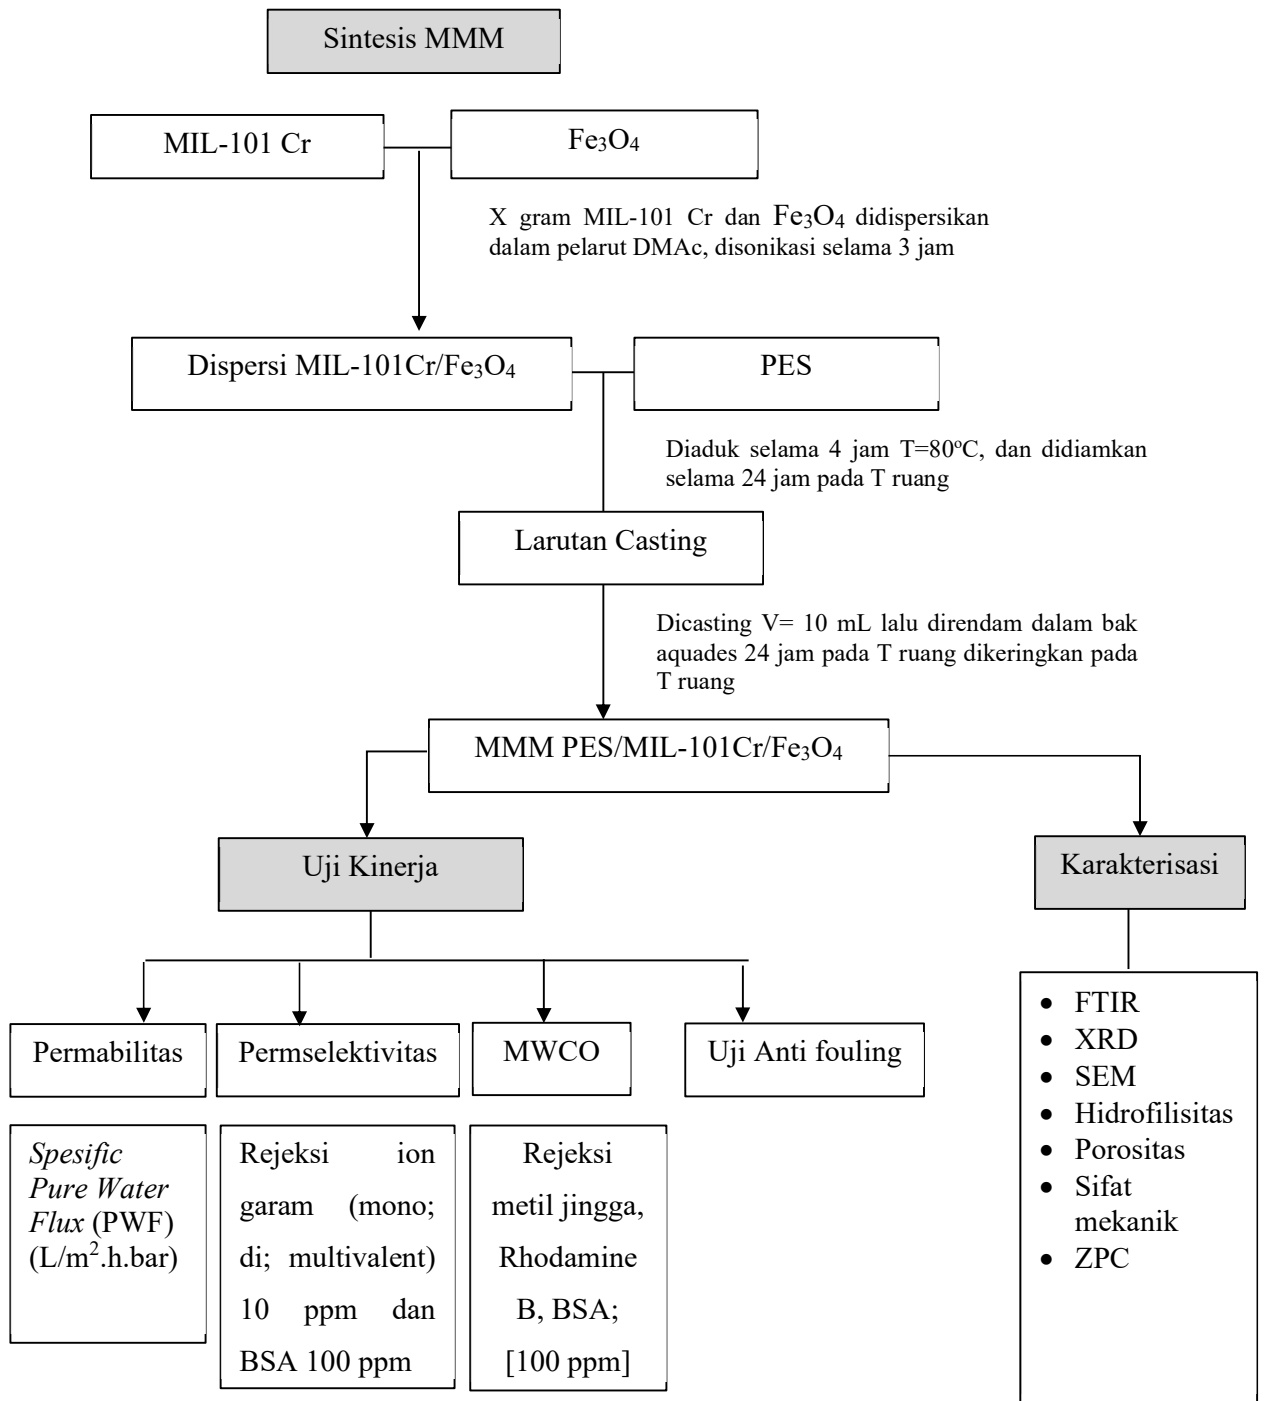 Sintesis MMM
MIL-101 Cr
Fe₃O₄
X gram MIL-101 Cr dan Fe₃O₄ didispersikan
dalam pelarut DMAc, disonikasi selama 3 jam
Dispersi MIL-101Cr/Fe₃O₄
PES
Diaduk selama 4 jam T=80ºC, dan didiamkan
selama 24 jam pada T ruang
Larutan Casting
Dicasting V= 10 mL lalu direndam dalam bak
aquades 24 jam pada T ruang dikeringkan pada
T ruang
MMM PES/MIL-101Cr/Fe₃O₄
Uji Kinerja
Karakterisasi
Permabilitas
Permselektivitas
MWCO
Uji Anti fouling
Spesific
Pure Water
Flux (PWF)
(L/m².h.bar)
Rejeksi ion
garam (mono;
di; multivalent)
10 ppm dan
BSA 100 ppm
Rejeksi
metil jingga,
Rhodamine
B, BSA;
[100 ppm]
• FTIR
• XRD
• SEM
• Hidrofilisitas
• Porositas
• Sifat
mekanik
• ZPC